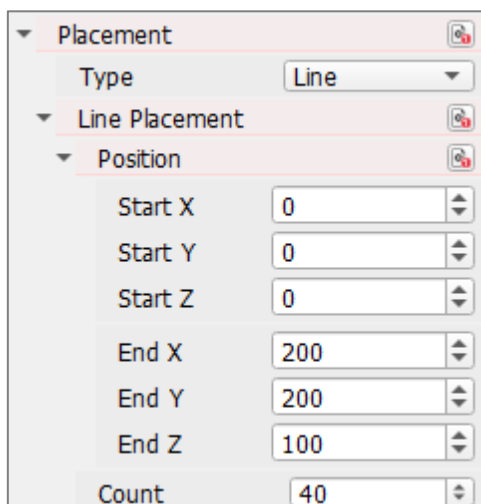 Placement
Type Line
Line Placement
Position
Start X 0
Start Y 0
Start Z 0
End X 200
End Y 200
End Z 100
Count 40